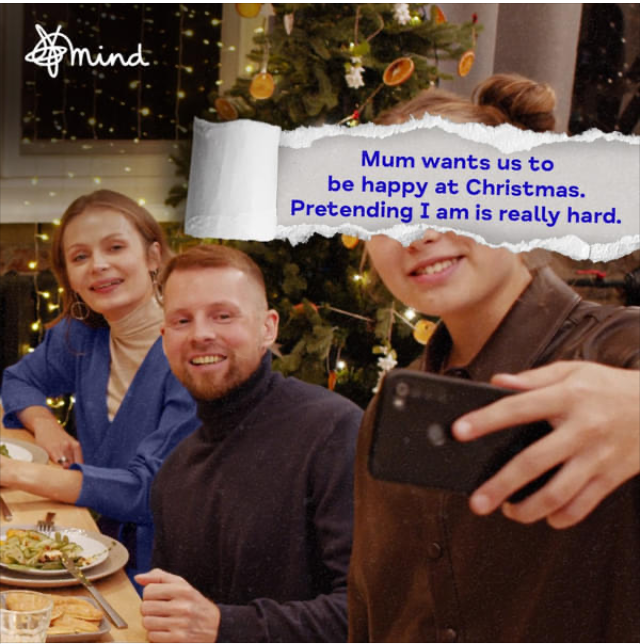 mind
Mum wants us to
be happy at Christmas.
Pretending I am is really hard.